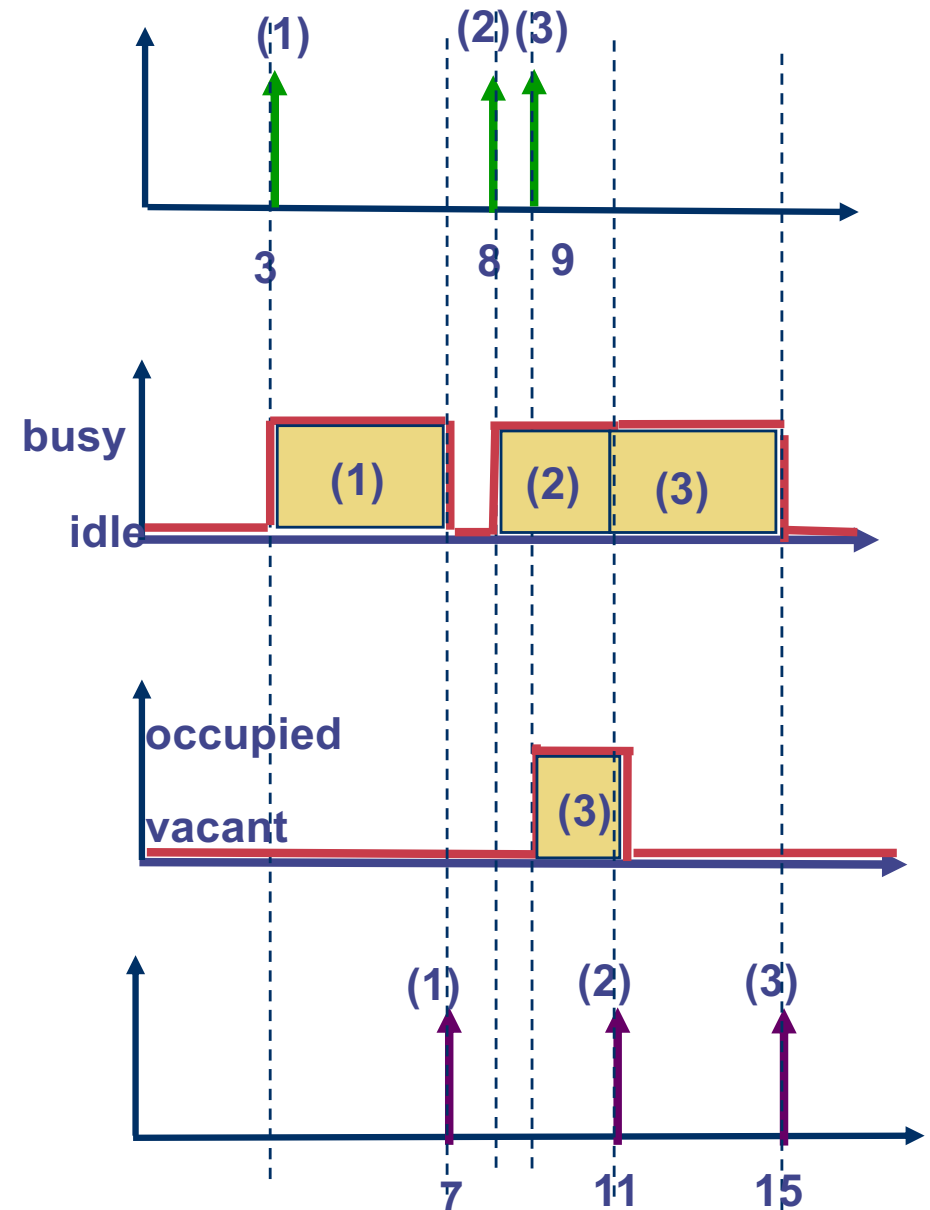 (1) (2) (3)
3 8 9
busy
(1) (2) (3)
idle
occupied
(3)
vacant
(1) (2) (3)
7 11 15